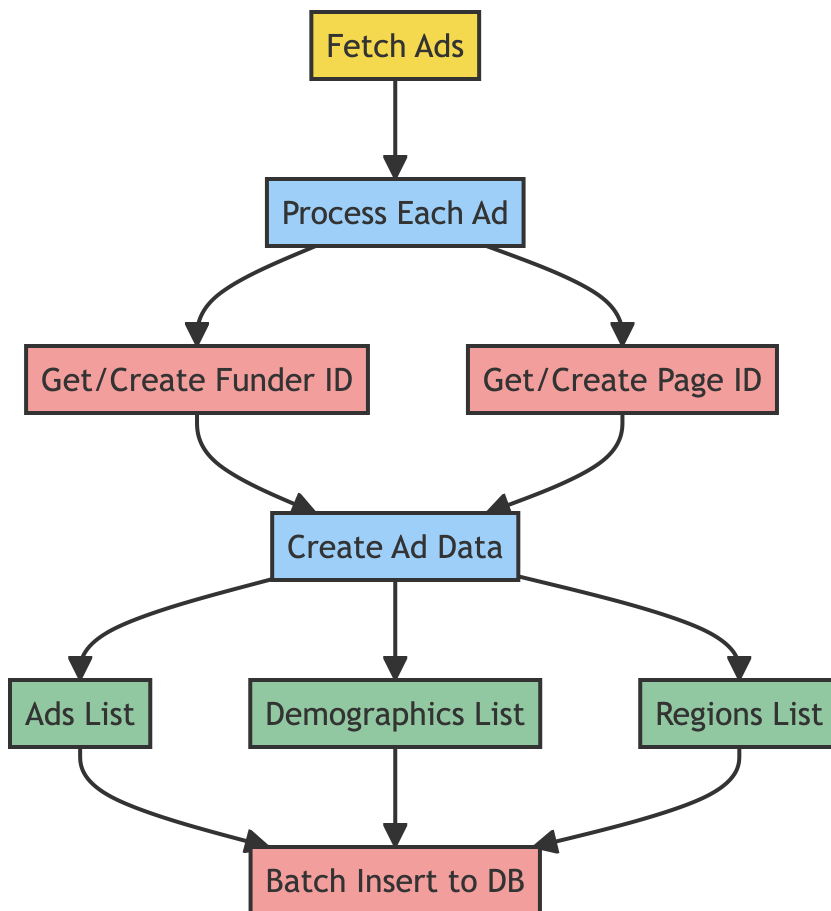 Fetch Ads
Process Each Ad
Get/Create Funder ID
Get/Create Page ID
Create Ad Data
Ads List
Demographics List
Regions List
Batch Insert to DB